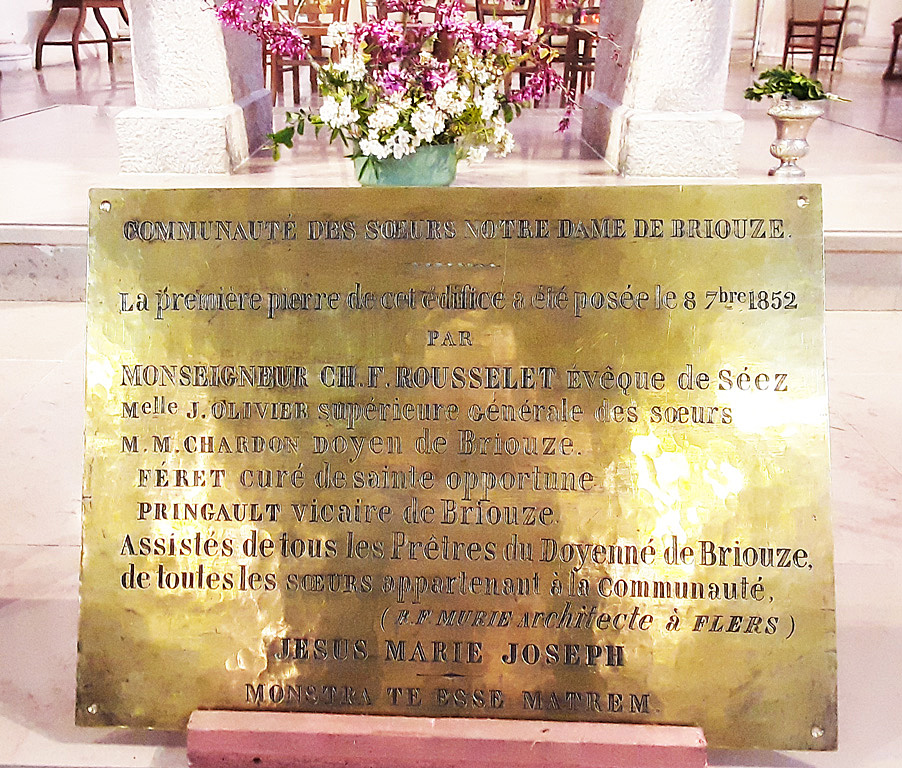 COMMUNAUTÉ DES SŒURS NOTRE DAME DE BRIOUZE.
La première pierre de cet édifice a été posée le 8 7bre 1852
PAR
MONSEIGNEUR CH. F. ROUSSELET Évêque de Séez
Melle J. OLIVIER supérieure Générale des sœurs
M. M. CHARDON Doyen de Briouze.
FÉRET curé de sainte opportune.
PRINGAULT vicaire de Briouze.
Assistés de tous les Prêtres du Doyenné de Briouze,
de toutes les SŒURS appartenant à la Communauté,
MURIE Architecte à FLERS)
JESUS MARIE JOSEPH
MONSTRA TE ESSE MATREM.